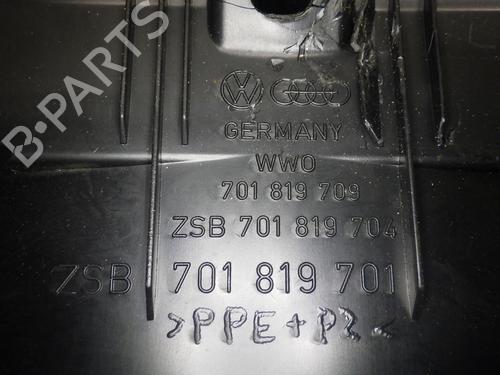 B-PARTS
GERMANY
WWO
701 819 709
ZSB 701 819 704
ZSB 701 819 701
>PPE+P2<